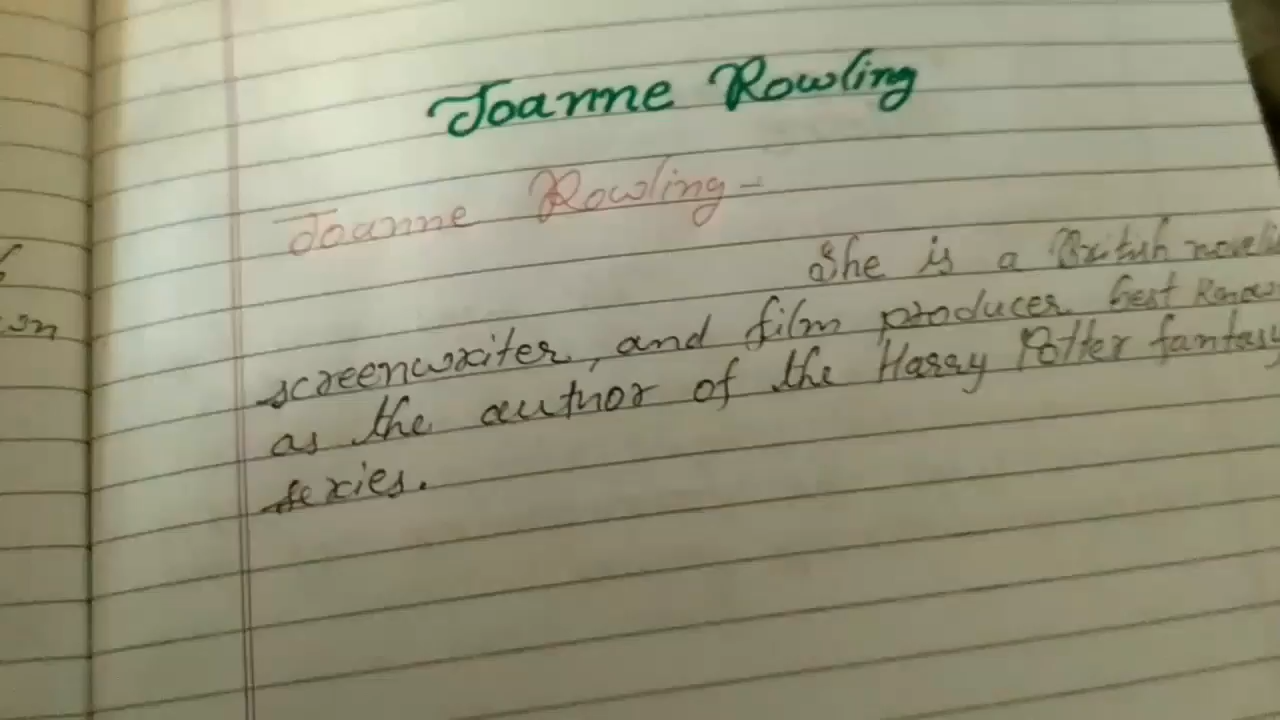 Joanne Rowling
Joanne Rowling -
She is a British noveli
screenwriter, and film producer best know
as the author of the Harry Potter fantasy
series.